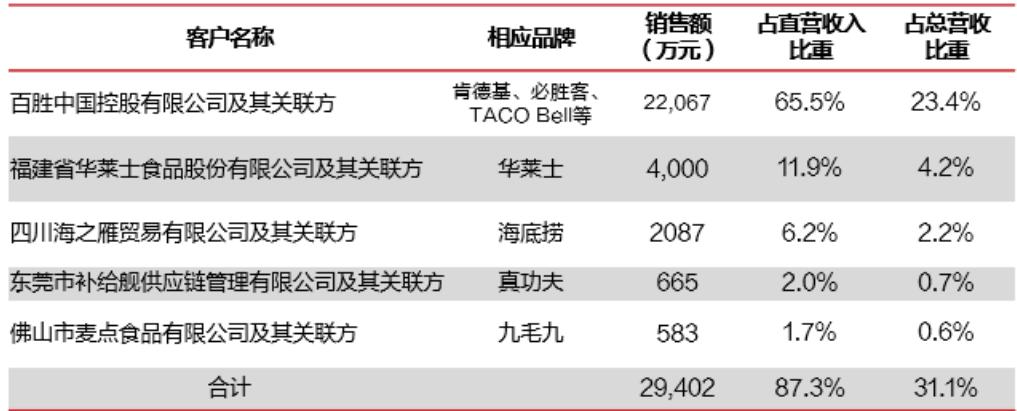 客户名称 相应品牌 销售额（万元） 占直营收入比重 占总营收比重
百胜中国控股有限公司及其关联方 肯德基、必胜客、TACO Bell等 22,067 65.5% 23.4%
福建省华莱士食品股份有限公司及其关联方 华莱士 4,000 11.9% 4.2%
四川海之雁贸易有限公司及其关联方 海底捞 2087 6.2% 2.2%
东莞市补给舰供应链管理有限公司及其关联方 真功夫 665 2.0% 0.7%
佛山市麦点食品有限公司及其关联方 九毛九 583 1.7% 0.6%
合计 29,402 87.3% 31.1%